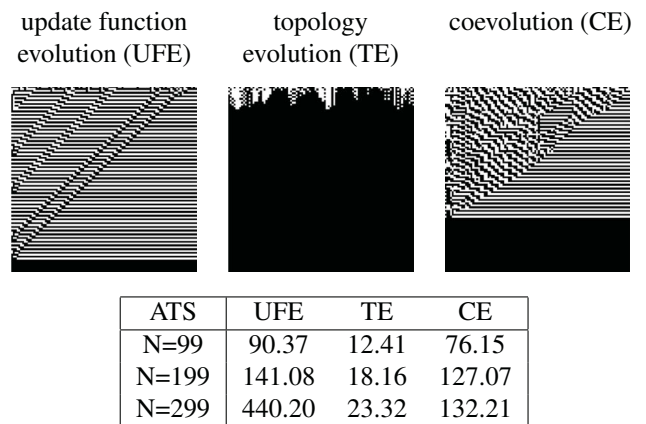 update function evolution (UFE)
topology evolution (TE)
coevolution (CE)
ATS UFE TE CE
N=99 90.37 12.41 76.15
N=199 141.08 18.16 127.07
N=299 440.20 23.32 132.21